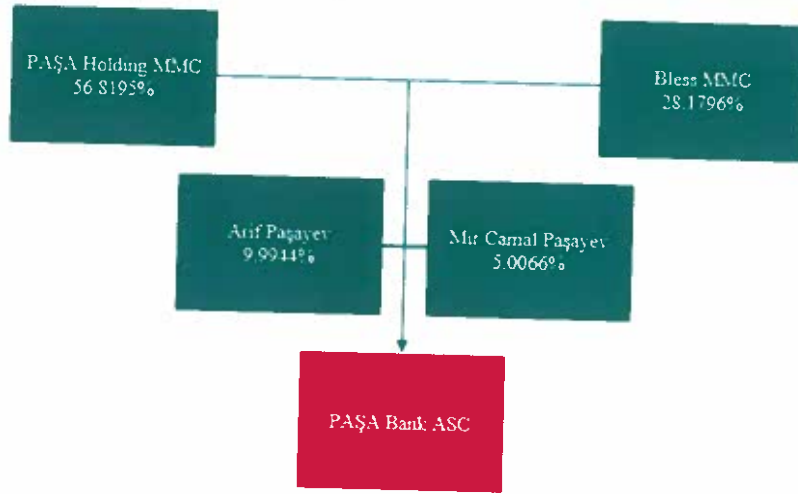 PAŞA Holding MMC
56.8195%
Bless MMC
28.1796%
Arif Paşayev
9.9944%
Mir Camal Paşayev
5.0066%
PAŞA Bank ASC